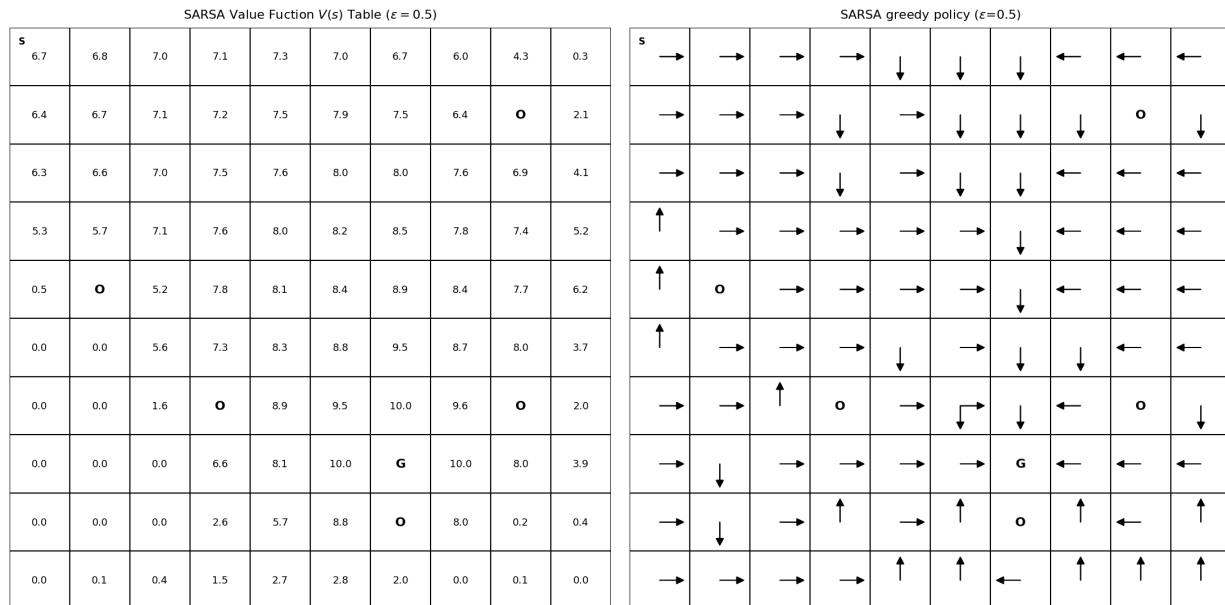 SARSA Value Fuction V(s) Table (ε = 0.5)
S
6.7 6.8 7.0 7.1 7.3 7.0 6.7 6.0 4.3 0.3
6.4 6.7 7.1 7.2 7.5 7.9 7.5 6.4 O 2.1
6.3 6.6 7.0 7.5 7.6 8.0 8.0 7.6 6.9 4.1
5.3 5.7 7.1 7.6 8.0 8.2 8.5 7.8 7.4 5.2
0.5 O 5.2 7.8 8.1 8.4 8.9 8.4 7.7 6.2
0.0 0.0 5.6 7.3 8.3 8.8 9.5 8.7 8.0 3.7
0.0 0.0 1.6 O 8.9 9.5 10.0 9.6 O 2.0
0.0 0.0 0.0 6.6 8.1 10.0 G 10.0 8.0 3.9
0.0 0.0 0.0 2.6 5.7 8.8 O 8.0 0.2 0.4
0.0 0.1 0.4 1.5 2.7 2.8 2.0 0.0 0.1 0.0
SARSA greedy policy (ε=0.5)
S
O
O
O O
G
O